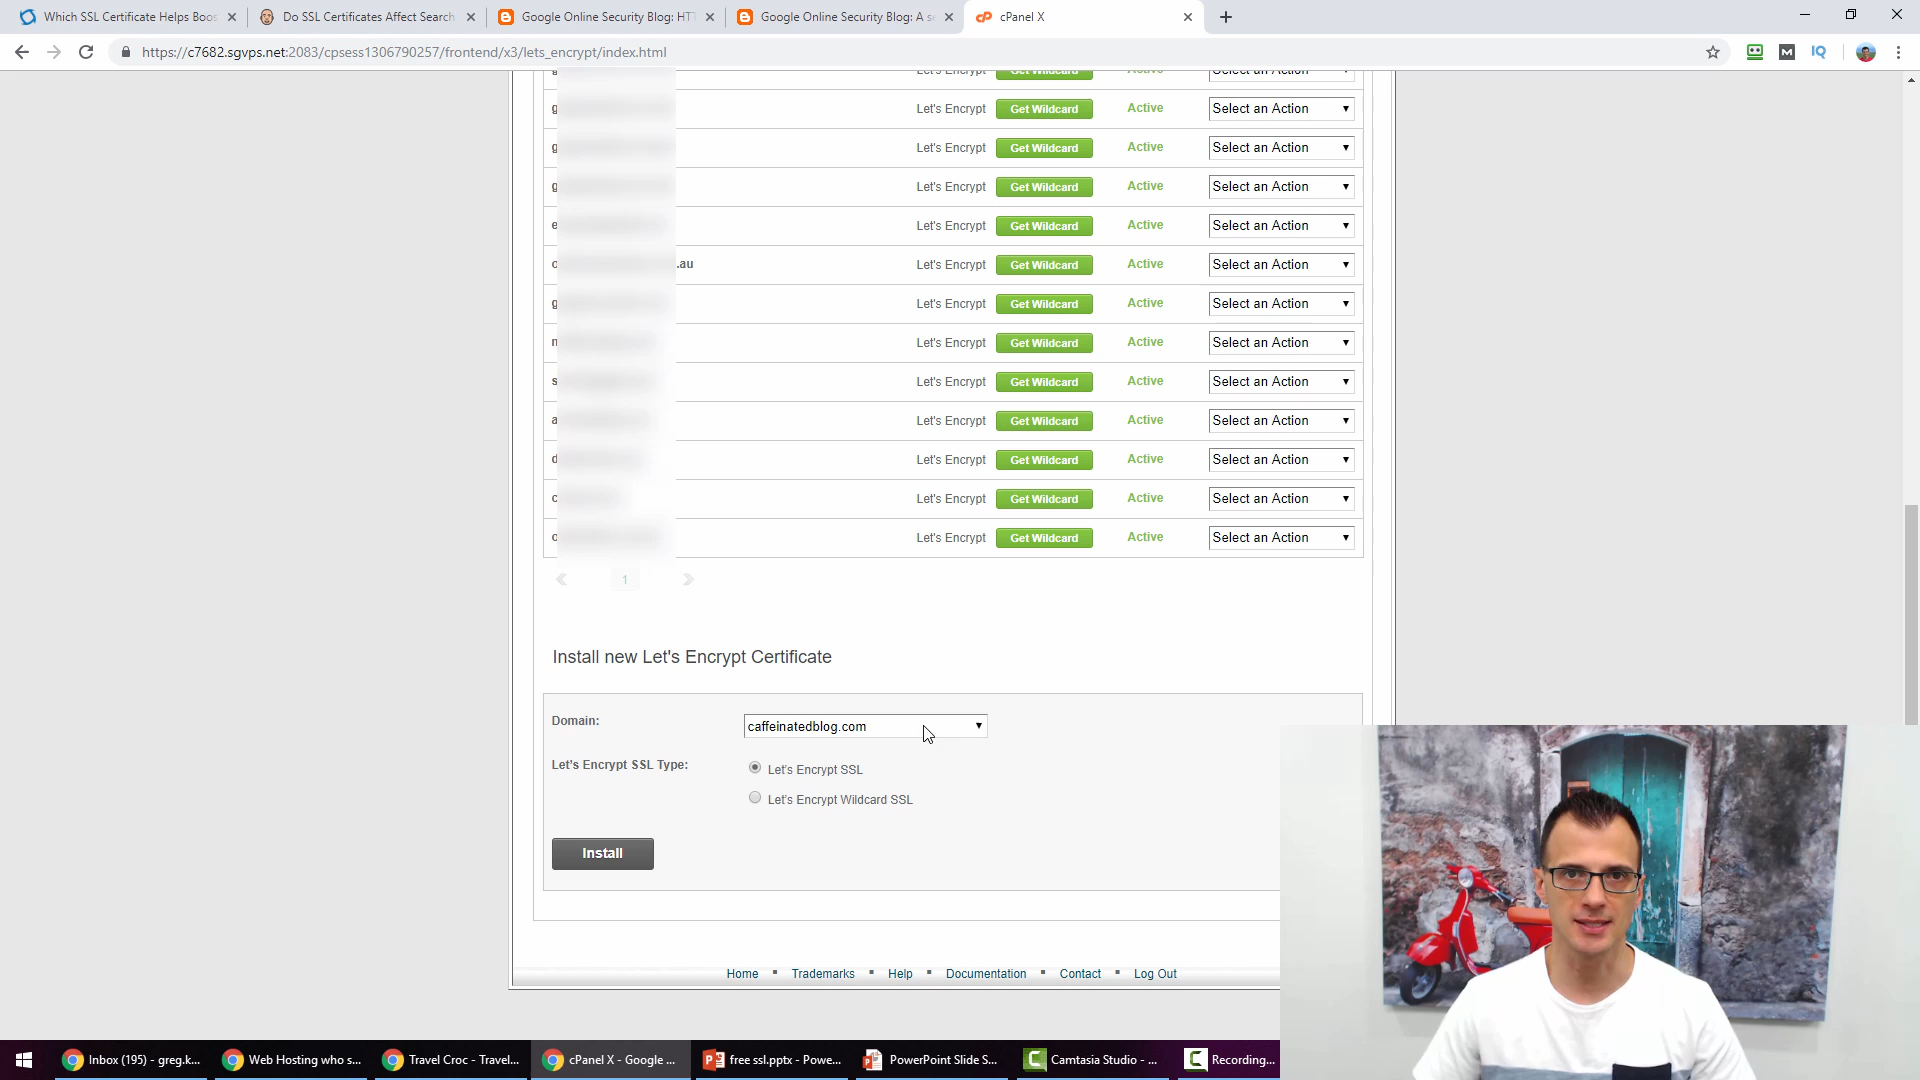 Which SSL Certificate Helps Boos
Do SSL Certificates Affect Search
Google Online Security Blog: HT
Google Online Security Blog: A se
cPanel X
https://c7682.sgvps.net:2083/cpsess1306790257/frontend/x3/lets_encrypt/index.html
Let's Encrypt Get Wildcard Active Select an Action
g Let's Encrypt Get Wildcard Active Select an Action
g Let's Encrypt Get Wildcard Active Select an Action
g Let's Encrypt Get Wildcard Active Select an Action
e Let's Encrypt Get Wildcard Active Select an Action
o .au Let's Encrypt Get Wildcard Active Select an Action
g Let's Encrypt Get Wildcard Active Select an Action
n Let's Encrypt Get Wildcard Active Select an Action
s Let's Encrypt Get Wildcard Active Select an Action
a Let's Encrypt Get Wildcard Active Select an Action
d Let's Encrypt Get Wildcard Active Select an Action
c Let's Encrypt Get Wildcard Active Select an Action
o Let's Encrypt Get Wildcard Active Select an Action
1
Install new Let's Encrypt Certificate
Domain: caffeinatedblog.com
Let's Encrypt SSL Type: Let's Encrypt SSL
Let's Encrypt Wildcard SSL
Install
Home Trademarks Help Documentation Contact Log Out
Inbox (195) - greg.k...
Web Hosting who s...
Travel Croc - Travel...
cPanel X - Google ...
free ssl.pptx - Powe...
PowerPoint Slide S...
Camtasia Studio - ...
Recording...